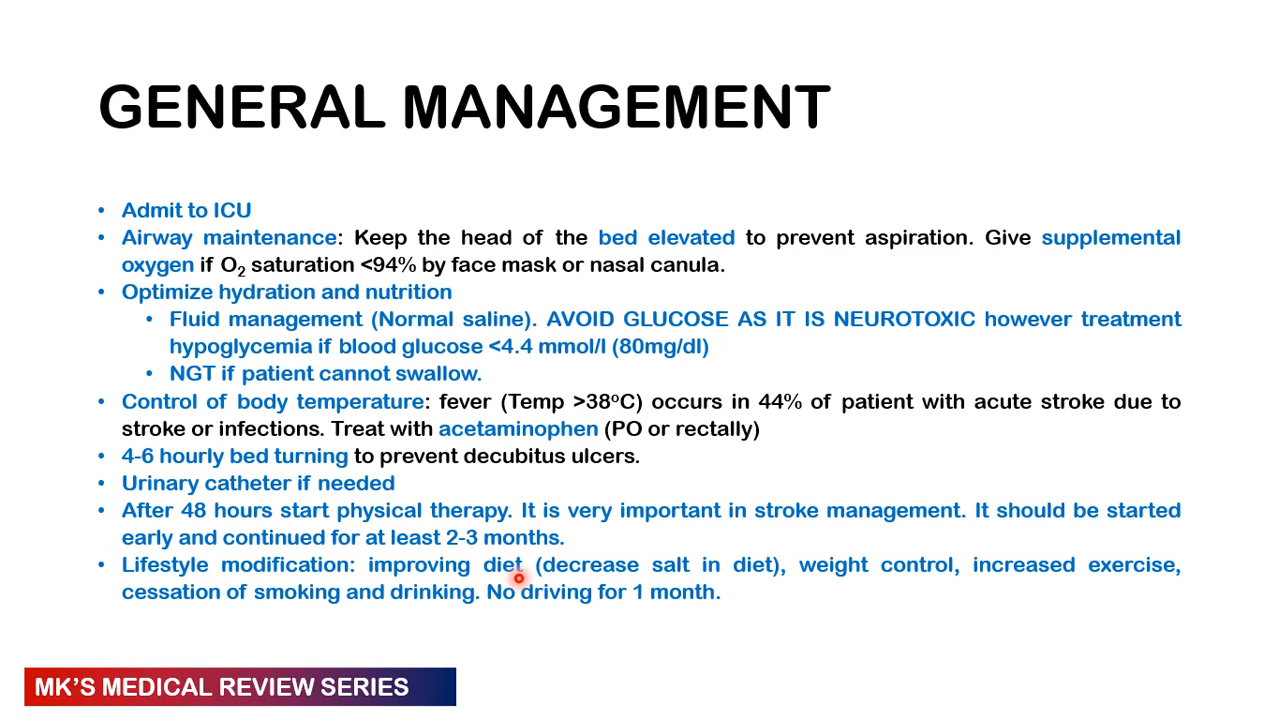 GENERAL MANAGEMENT
• Admit to ICU
• Airway maintenance: Keep the head of the bed elevated to prevent aspiration. Give supplemental
oxygen if O₂ saturation <94% by face mask or nasal canula.
• Optimize hydration and nutrition
• Fluid management (Normal saline). AVOID GLUCOSE AS IT IS NEUROTOXIC however treatment
hypoglycemia if blood glucose <4.4 mmol/l (80mg/dl)
• NGT if patient cannot swallow.
• Control of body temperature: fever (Temp >38ºC) occurs in 44% of patient with acute stroke due to
stroke or infections. Treat with acetaminophen (PO or rectally)
• 4-6 hourly bed turning to prevent decubitus ulcers.
• Urinary catheter if needed
• After 48 hours start physical therapy. It is very important in stroke management. It should be started
early and continued for at least 2-3 months.
• Lifestyle modification: improving diet (decrease salt in diet), weight control, increased exercise,
cessation of smoking and drinking. No driving for 1 month.
MK’S MEDICAL REVIEW SERIES